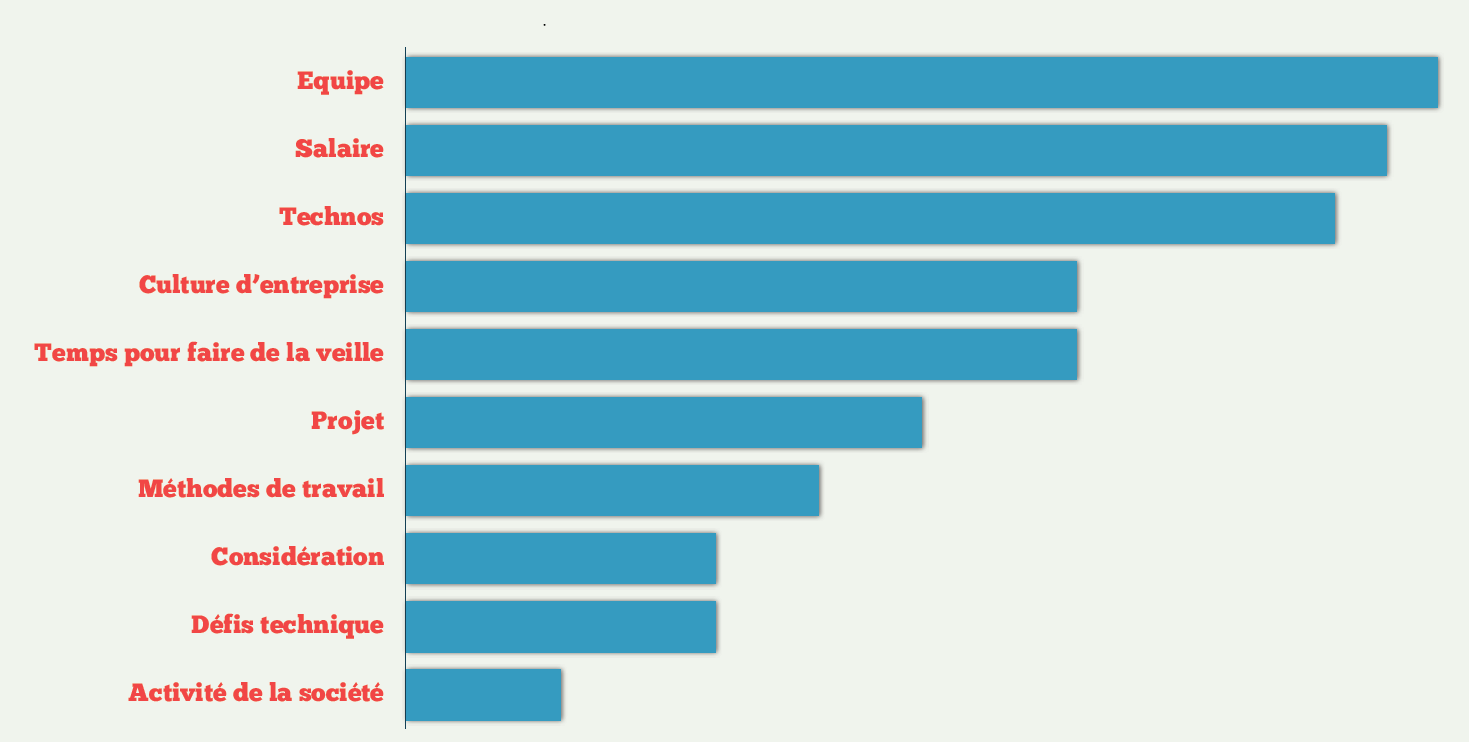 Equipe
Salaire
Technos
Culture d’entreprise
Temps pour faire de la veille
Projet
Méthodes de travail
Considération
Défis technique
Activité de la société